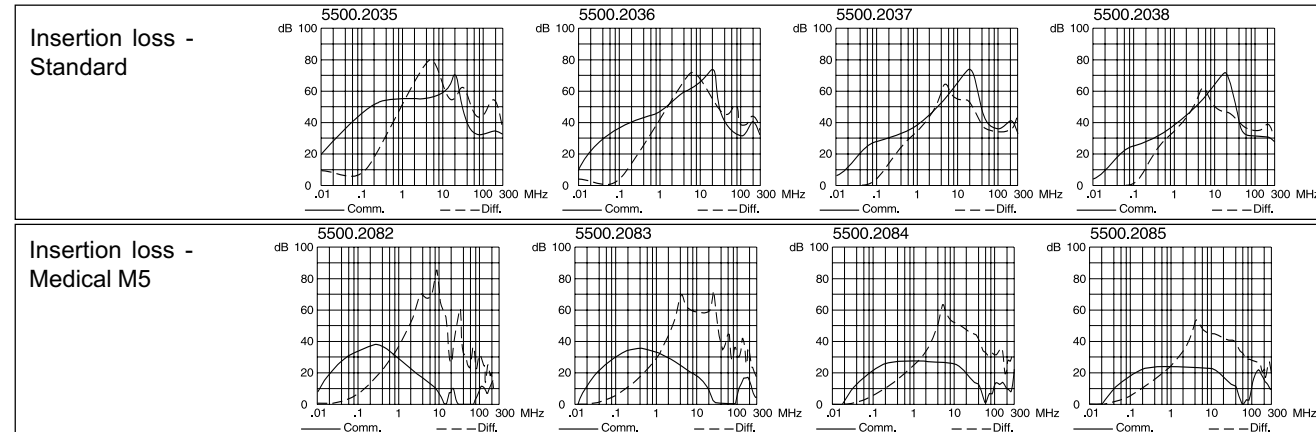 Insertion loss -
Standard
5500.2035
dB 100
80
60
40
20
0
.01 .1 1 10 100 300 MHz
Comm. Diff.
5500.2036
dB 100
80
60
40
20
0
.01 .1 1 10 100 300 MHz
Comm. Diff.
5500.2037
dB 100
80
60
40
20
0
.01 .1 1 10 100 300 MHz
Comm. Diff.
5500.2038
dB 100
80
60
40
20
0
.01 .1 1 10 100 300 MHz
Comm. Diff.
Insertion loss -
Medical M5
5500.2082
dB 100
80
60
40
20
0
.01 .1 1 10 100 300 MHz
Comm. Diff.
5500.2083
dB 100
80
60
40
20
0
.01 .1 1 10 100 300 MHz
Comm. Diff.
5500.2084
dB 100
80
60
40
20
0
.01 .1 1 10 100 300 MHz
Comm. Diff.
5500.2085
dB 100
80
60
40
20
0
.01 .1 1 10 100 300 MHz
Comm. Diff.